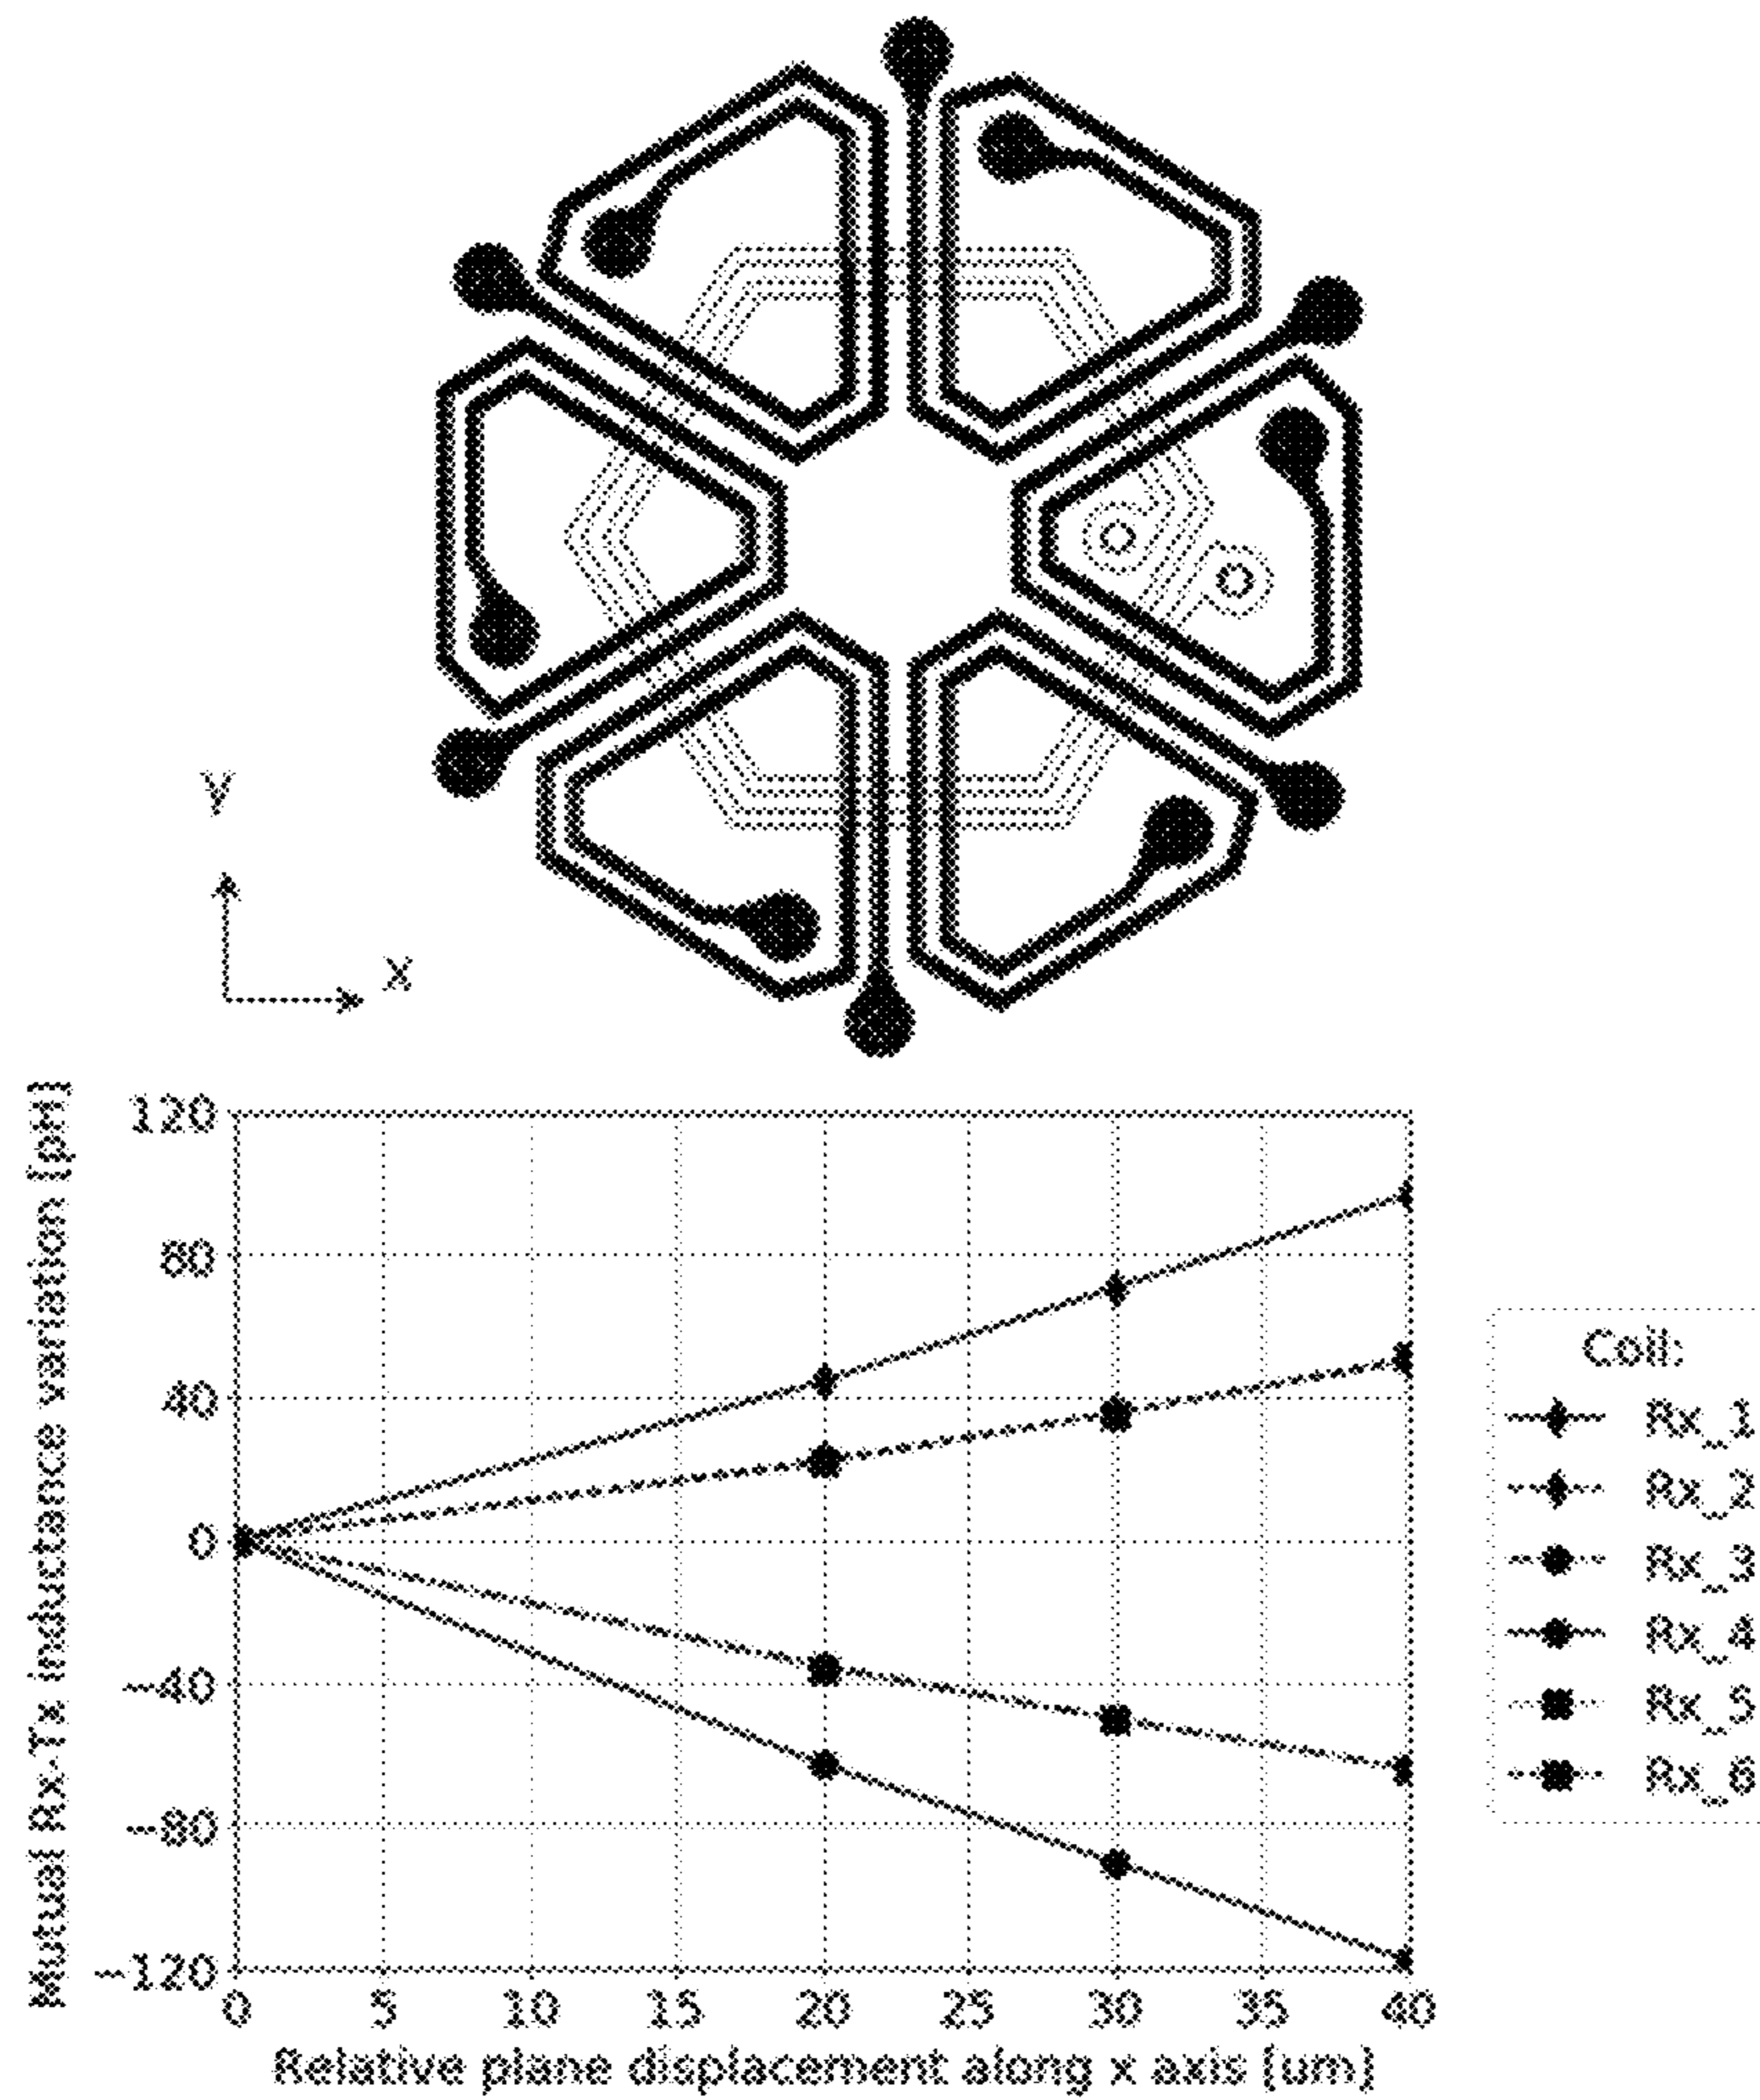 y
x
Mutual Rx-Tx inductance variation [pH]
120
80
40
0
-40
-80
-120
0 5 10 15 20 25 30 35 40
Relative plane displacement along x axis [um]
Coil:
Rx_1
Rx_2
Rx_3
Rx_4
Rx_5
Rx_6